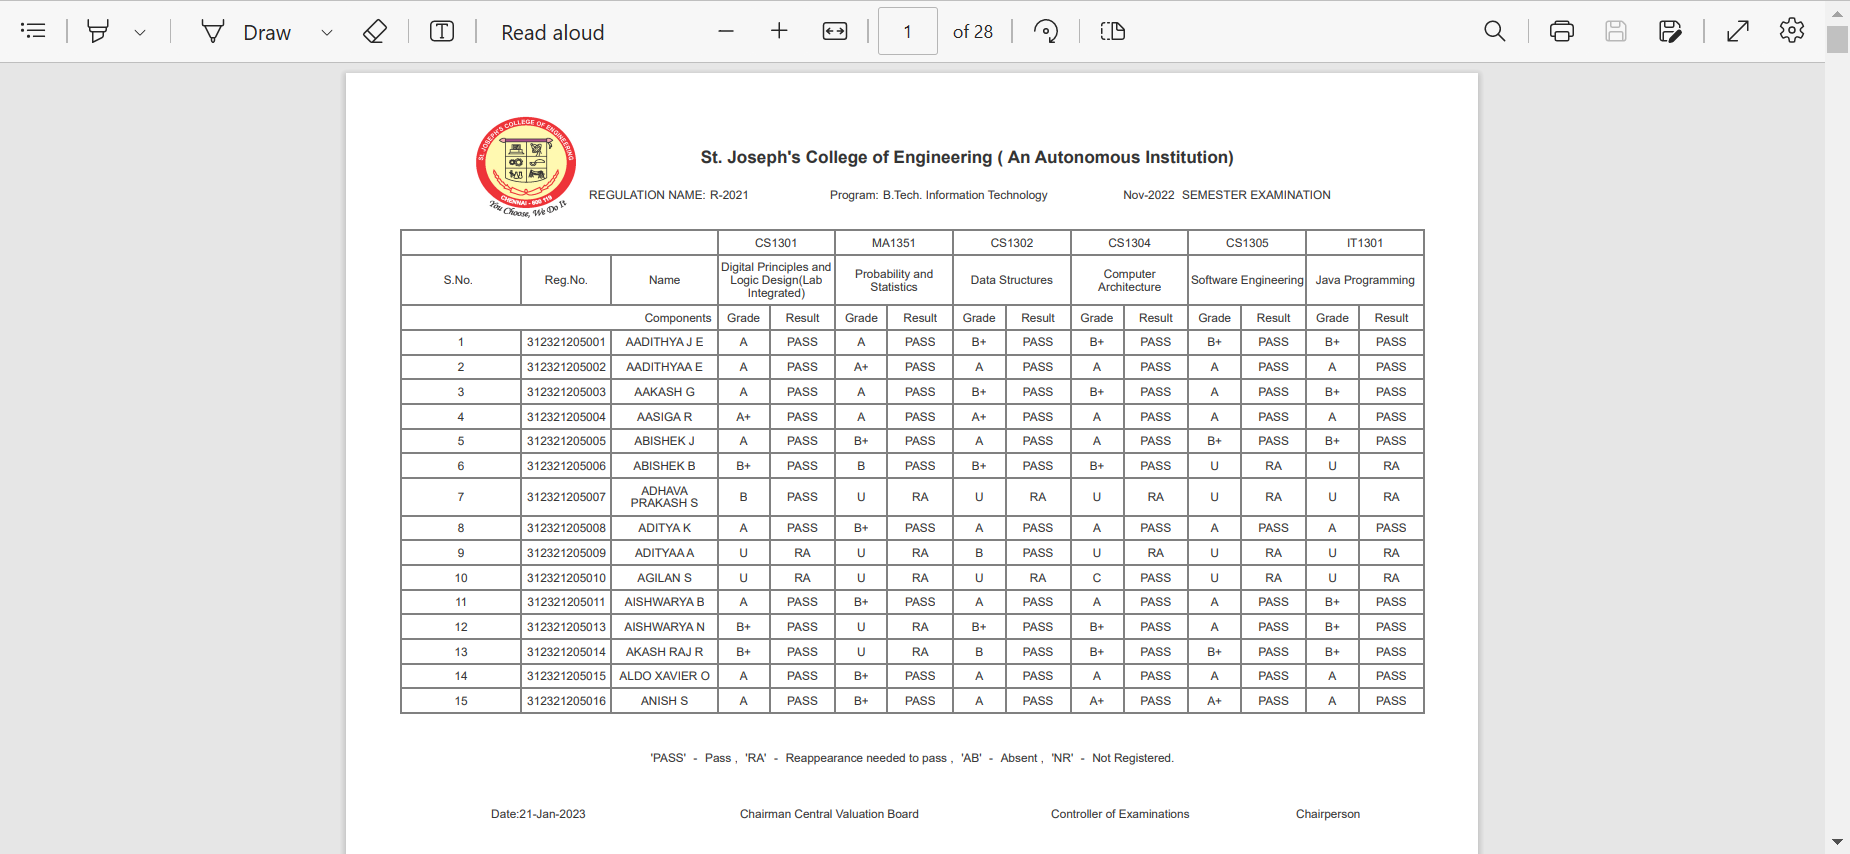 Draw
Read aloud
1 of 28
ST. JOSEPH'S COLLEGE OF ENGINEERING
CHENNAI - 600 119
You Choose, We Do It
St. Joseph's College of Engineering ( An Autonomous Institution)
REGULATION NAME: R-2021 Program: B.Tech. Information Technology Nov-2022 SEMESTER EXAMINATION
CS1301 MA1351 CS1302 CS1304 CS1305 IT1301
S.No. Reg.No. Name Digital Principles and Logic Design(Lab Integrated) Probability and Statistics Data Structures Computer Architecture Software Engineering Java Programming
Components Grade Result Grade Result Grade Result Grade Result Grade Result Grade Result
1 312321205001 AADITHYA J E A PASS A PASS B+ PASS B+ PASS B+ PASS B+ PASS
2 312321205002 AADITHYAA E A PASS A+ PASS A PASS A PASS A PASS A PASS
3 312321205003 AAKASH G A PASS A PASS B+ PASS B+ PASS A PASS B+ PASS
4 312321205004 AASIGA R A+ PASS A PASS A+ PASS A PASS A PASS A PASS
5 312321205005 ABISHEK J A PASS B+ PASS A PASS A PASS B+ PASS B+ PASS
6 312321205006 ABISHEK B B+ PASS B PASS B+ PASS B+ PASS U RA U RA
7 312321205007 ADHAVA PRAKASH S B PASS U RA U RA U RA U RA U RA
8 312321205008 ADITYA K A PASS B+ PASS A PASS A PASS A PASS A PASS
9 312321205009 ADITYAA A U RA U RA B PASS U RA U RA U RA
10 312321205010 AGILAN S U RA U RA U RA C PASS U RA U RA
11 312321205011 AISHWARYA B A PASS B+ PASS A PASS A PASS A PASS B+ PASS
12 312321205013 AISHWARYA N B+ PASS U RA B+ PASS B+ PASS A PASS B+ PASS
13 312321205014 AKASH RAJ R B+ PASS U RA B PASS B+ PASS B+ PASS B+ PASS
14 312321205015 ALDO XAVIER O A PASS B+ PASS A PASS A PASS A PASS A PASS
15 312321205016 ANISH S A PASS B+ PASS A PASS A+ PASS A+ PASS A PASS
'PASS' - Pass , 'RA' - Reappearance needed to pass , 'AB' - Absent , 'NR' - Not Registered.
Date:21-Jan-2023 Chairman Central Valuation Board Controller of Examinations Chairperson